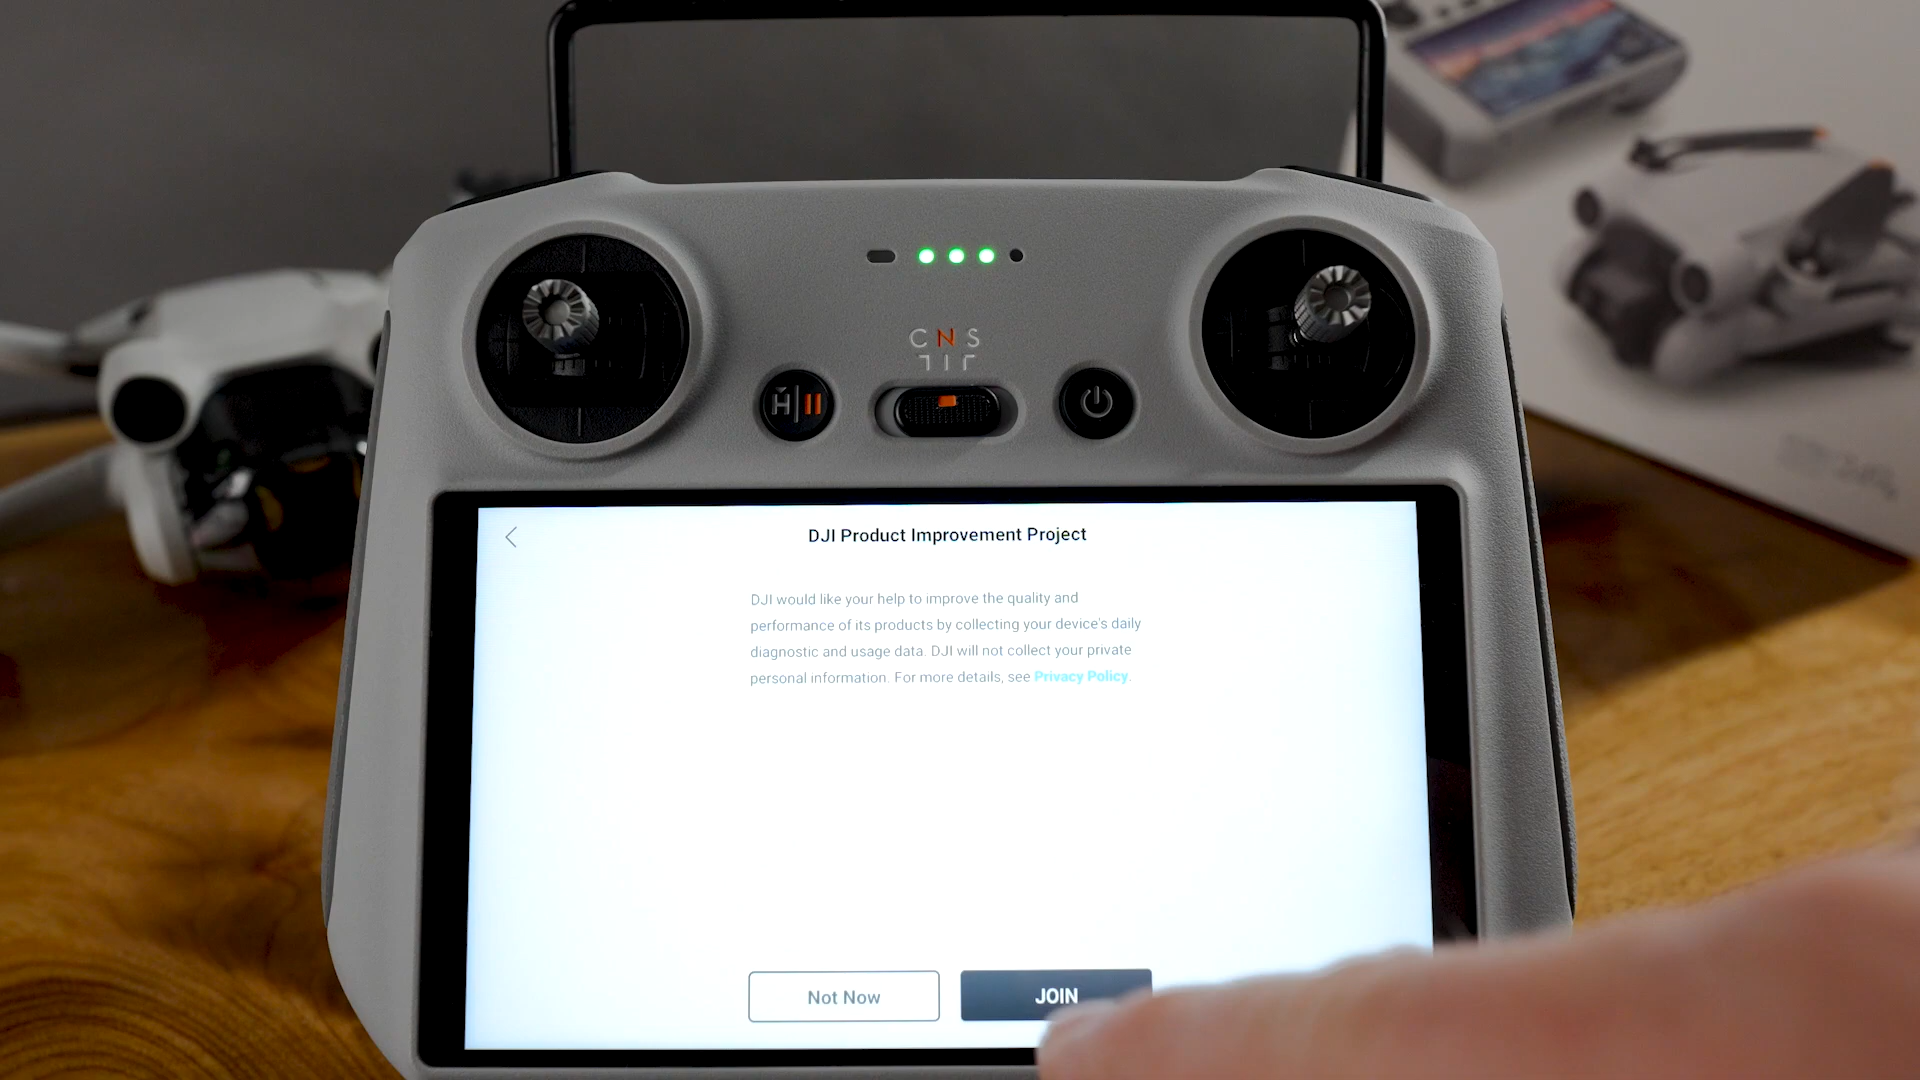 C N S
H
DJI Product Improvement Project
DJI would like your help to improve the quality and
performance of its products by collecting your device's daily
diagnostic and usage data. DJI will not collect your private
personal information. For more details, see Privacy Policy.
Not Now
JOIN